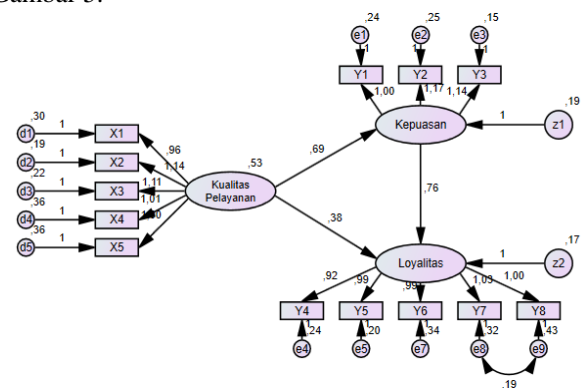 ,24 ,25 ,15
e1 e2 e3
1 1 1
Y1 Y2 Y3
1,00 1,17 1,14
,30
d1 1 X1
,19
d2 1 X2
,22
d3 1 X3
,36
d4 1 X4
,36
d5 1 X5
,96
1,14
1,11
1,01
Kualitas
Pelayanan
,53
,69
,38
Kepuasan
1
z1
,19
,76
Loyalitas
1
z2
,17
,92 ,99 ,99 1,03 1,00
Y4 Y5 Y6 Y7 Y8
1 1 1 1 1
,24 ,20 ,34 ,32 ,43
e4 e5 e7 e8 e9
,19